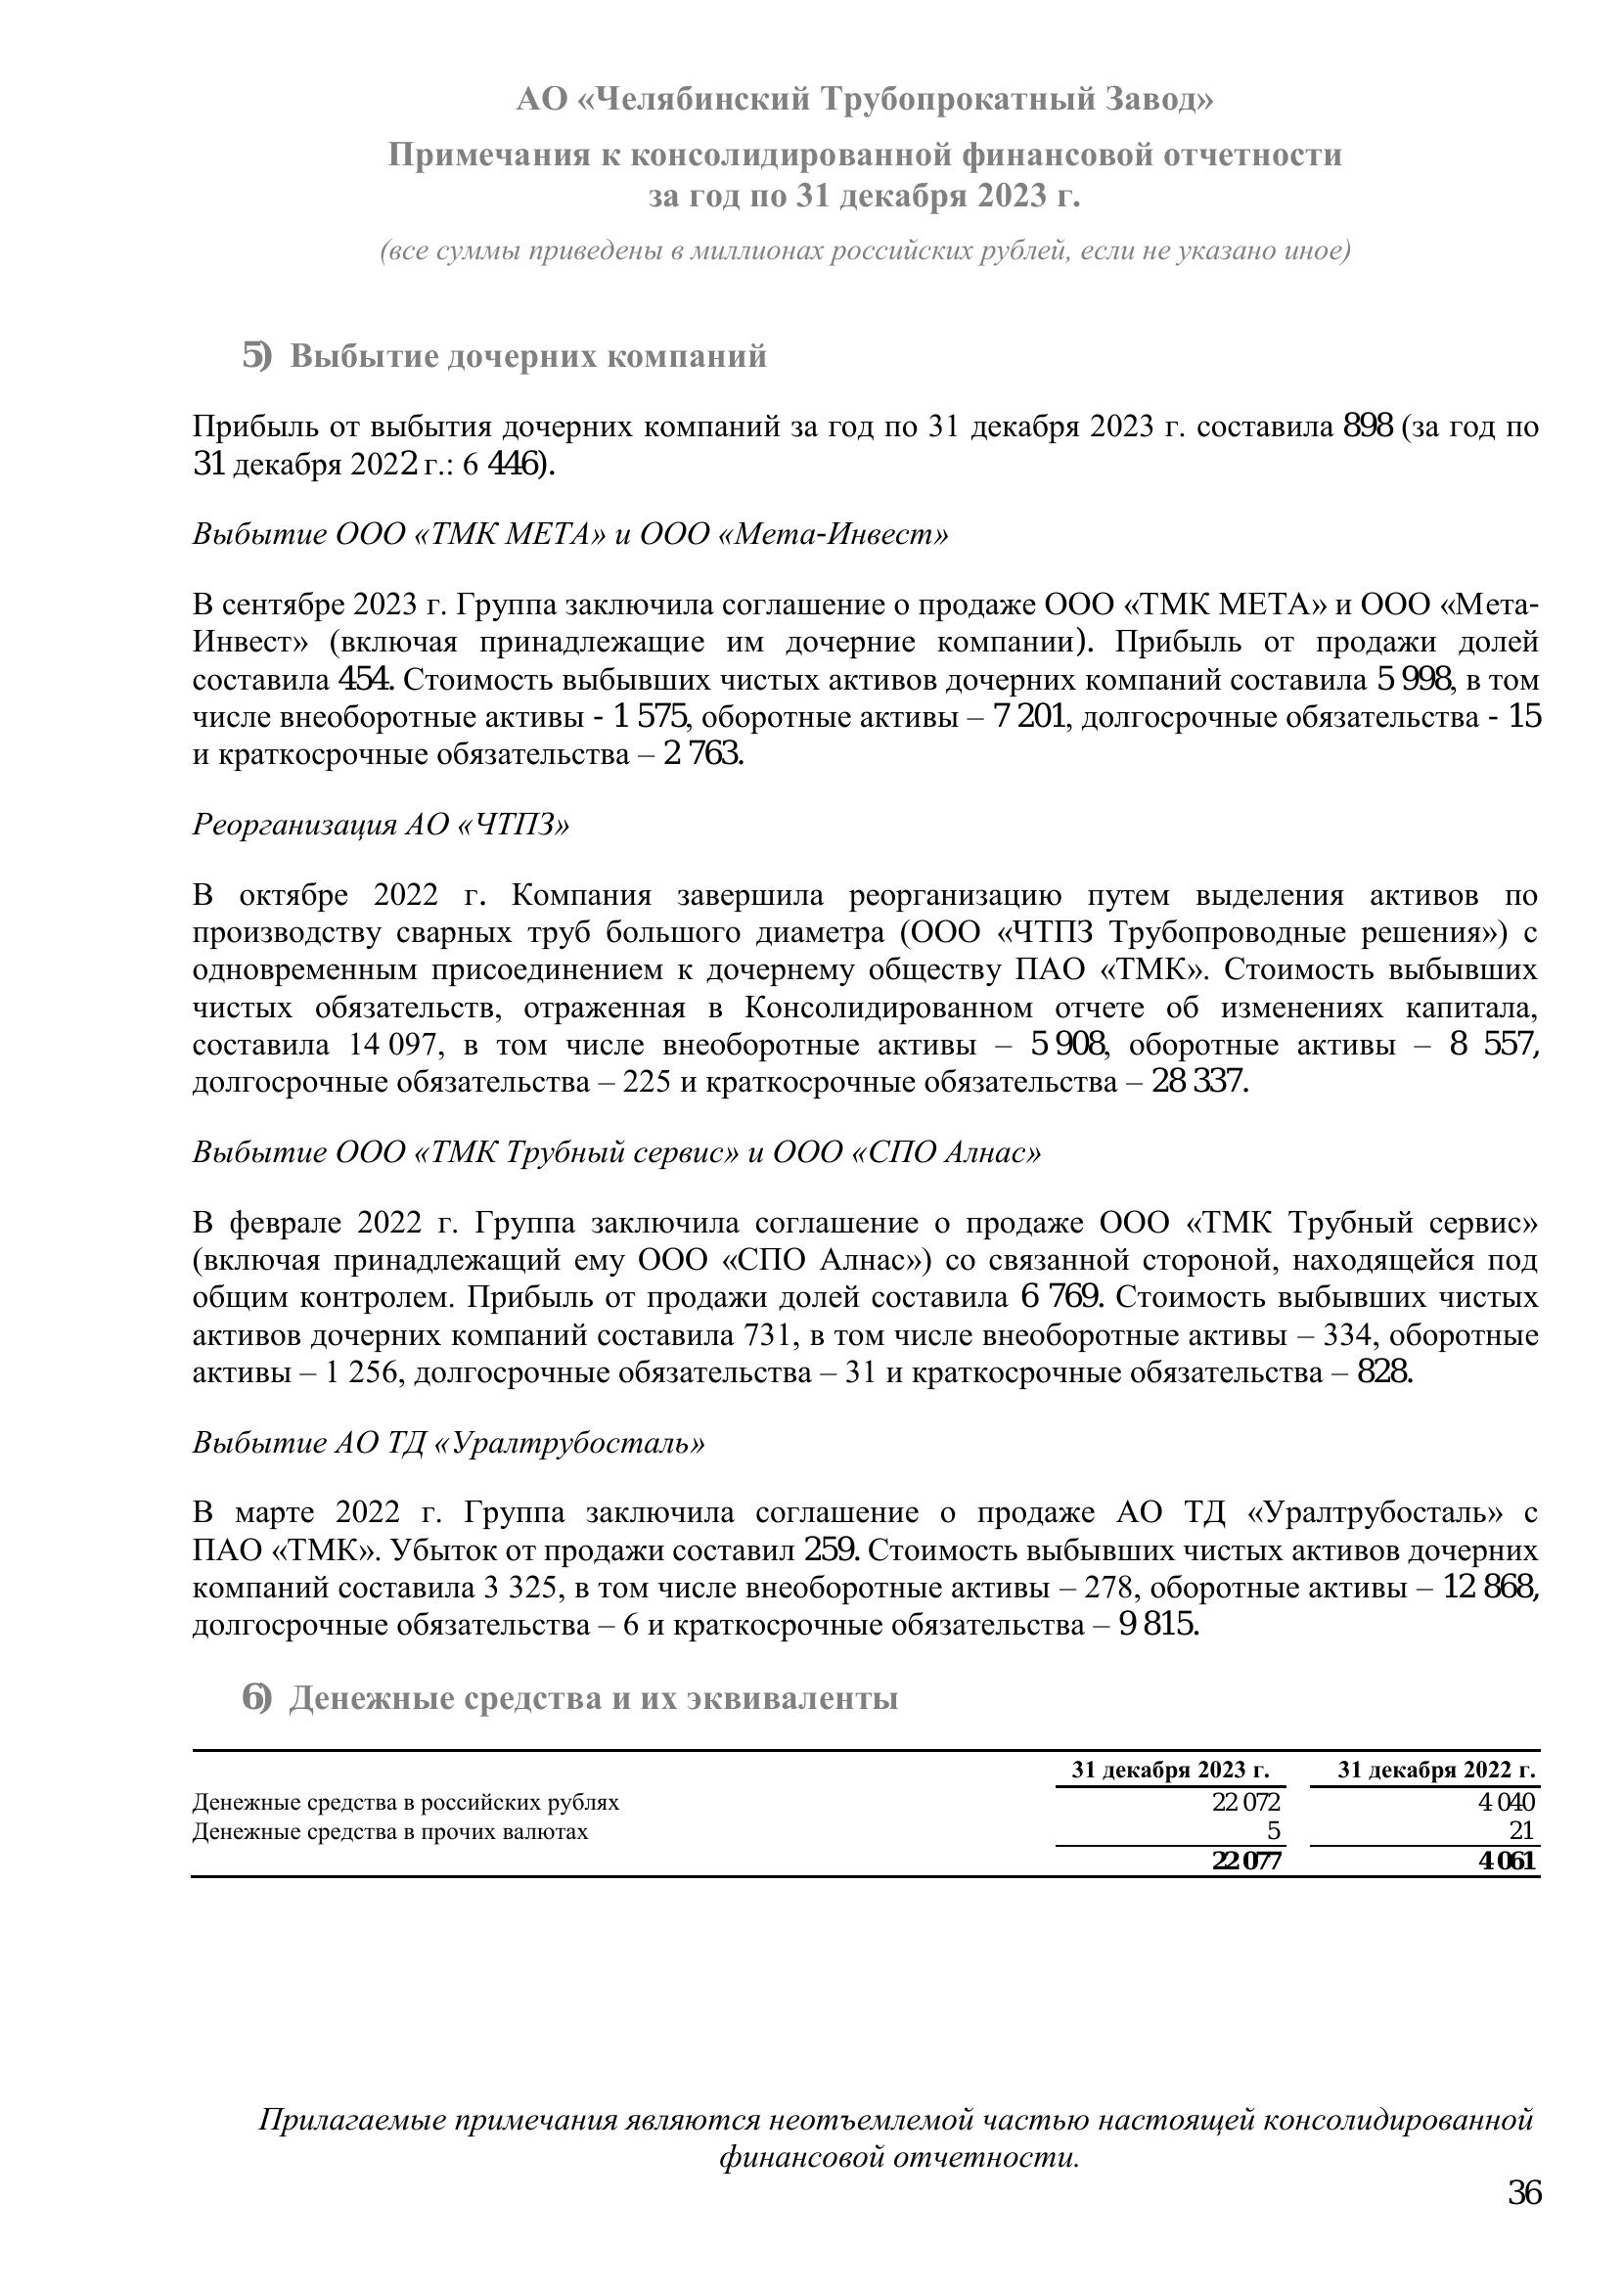 АО «Челябинский Трубопрокатный Завод»
Примечания к консолидированной финансовой отчетности
за год по 31 декабря 2023 г.
(все суммы приведены в миллионах российских рублей, если не указано иное)
5) Выбытие дочерних компаний
Прибыль от выбытия дочерних компаний за год по 31 декабря 2023 г. составила 898 (за год по
31 декабря 2022 г.: 6 446).
Выбытие ООО «ТМК МЕТА» и ООО «Мета-Инвест»
В сентябре 2023 г. Группа заключила соглашение о продаже ООО «ТМК МЕТА» и ООО «Мета-
Инвест» (включая принадлежащие им дочерние компании). Прибыль от продажи долей
составила 454. Стоимость выбывших чистых активов дочерних компаний составила 5 998, в том
числе внеоборотные активы - 1 575, оборотные активы – 7 201, долгосрочные обязательства - 15
и краткосрочные обязательства – 2 763.
Реорганизация АО «ЧТПЗ»
В октябре 2022 г. Компания завершила реорганизацию путем выделения активов по
производству сварных труб большого диаметра (ООО «ЧТПЗ Трубопроводные решения») с
одновременным присоединением к дочернему обществу ПАО «ТМК». Стоимость выбывших
чистых обязательств, отраженная в Консолидированном отчете об изменениях капитала,
составила 14 097, в том числе внеоборотные активы – 5 908, оборотные активы – 8 557,
долгосрочные обязательства – 225 и краткосрочные обязательства – 28 337.
Выбытие ООО «ТМК Трубный сервис» и ООО «СПО Алнас»
В феврале 2022 г. Группа заключила соглашение о продаже ООО «ТМК Трубный сервис»
(включая принадлежащий ему ООО «СПО Алнас») со связанной стороной, находящейся под
общим контролем. Прибыль от продажи долей составила 6 769. Стоимость выбывших чистых
активов дочерних компаний составила 731, в том числе внеоборотные активы – 334, оборотные
активы – 1 256, долгосрочные обязательства – 31 и краткосрочные обязательства – 828.
Выбытие АО ТД «Уралтрубосталь»
В марте 2022 г. Группа заключила соглашение о продаже АО ТД «Уралтрубосталь» с
ПАО «ТМК». Убыток от продажи составил 259. Стоимость выбывших чистых активов дочерних
компаний составила 3 325, в том числе внеоборотные активы – 278, оборотные активы – 12 868,
долгосрочные обязательства – 6 и краткосрочные обязательства – 9 815.
6) Денежные средства и их эквиваленты
31 декабря 2023 г. 31 декабря 2022 г.
Денежные средства в российских рублях 22 072 4 040
Денежные средства в прочих валютах 5 21
22 077 4 061
Прилагаемые примечания являются неотъемлемой частью настоящей консолидированной
финансовой отчетности.
36